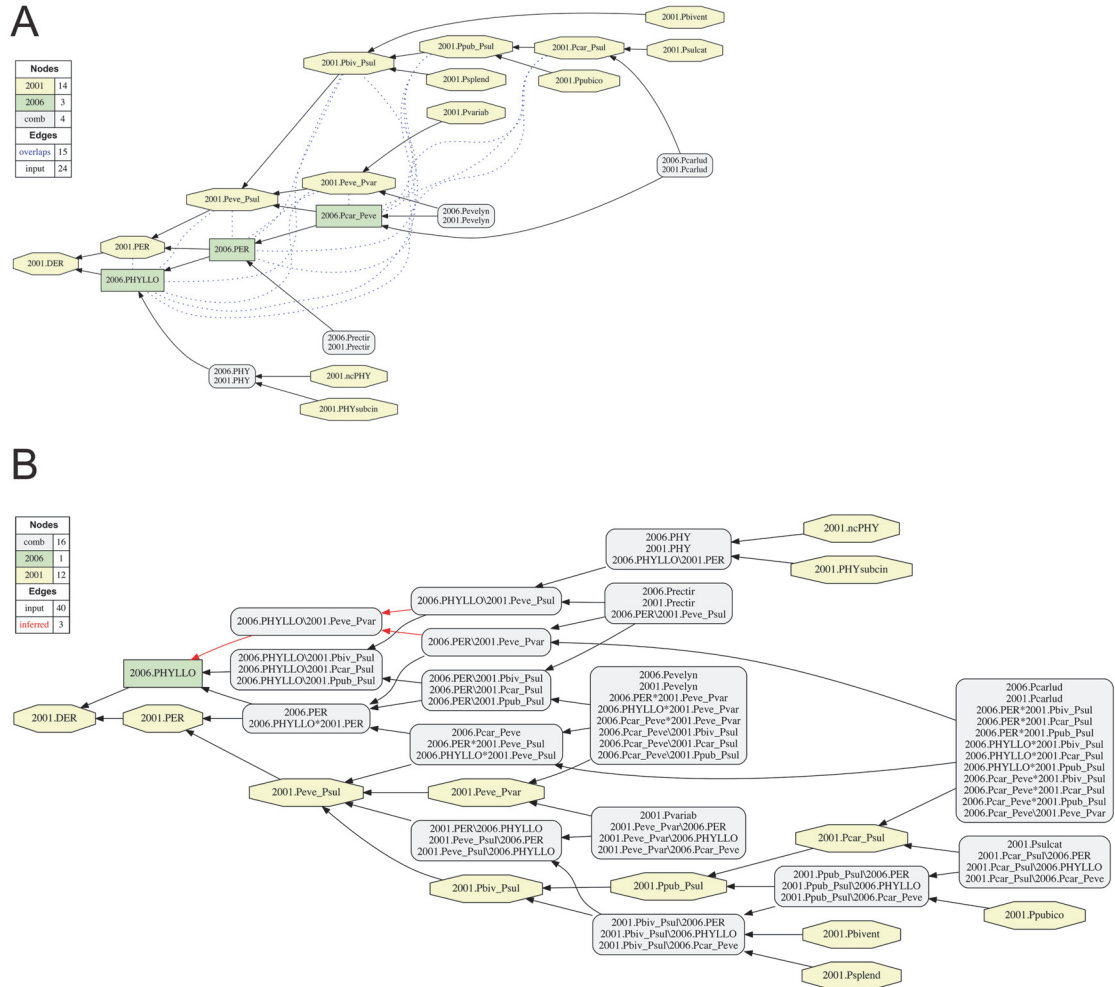 A
Nodes
2001 14
2006 3
comb 4
Edges
overlaps 15
input 24
2001.Pbivent
2001.Ppub_Psul
2001.Pcar_Psul
2001.Psulcat
2001.Pbiv_Psul
2001.Psplend
2001.Ppubico
2001.Pvariab
2006.Pcarlud
2001.Pcarlud
2001.Peve_Pvar
2001.Peve_Psul
2006.Pcar_Peve
2006.Pevelyn
2001.Pevelyn
2001.PER
2006.PER
2001.DER
2006.PHYLLO
2006.Prectir
2001.Prectir
2006.PHY
2001.PHY
2001.ncPHY
2001.PHYsubcin
B
Nodes
comb 16
2006 1
2001 12
Edges
input 40
inferred 3
2001.ncPHY
2006.PHY
2001.PHY
2006.PHYLLO\2001.PER
2001.PHYsubcin
2006.PHYLLO\2001.Peve_Psul
2006.Prectir
2001.Prectir
2006.PER\2001.Peve_Psul
2006.PHYLLO\2001.Peve_Pvar
2006.PER\2001.Peve_Pvar
2006.PHYLLO
2006.PHYLLO\2001.Pbiv_Psul
2006.PHYLLO\2001.Pcar_Psul
2006.PHYLLO\2001.Ppub_Psul
2006.PER\2001.Pbiv_Psul
2006.PER\2001.Pcar_Psul
2006.PER\2001.Ppub_Psul
2006.Pevelyn
2001.Pevelyn
2006.PER*2001.Peve_Pvar
2006.PHYLLO*2001.Peve_Pvar
2006.Pcar_Peve*2001.Peve_Pvar
2006.Pcar_Peve\2001.Pbiv_Psul
2006.Pcar_Peve\2001.Pcar_Psul
2006.Pcar_Peve\2001.Ppub_Psul
2006.Pcarlud
2001.Pcarlud
2006.PER*2001.Pbiv_Psul
2006.PER*2001.Pcar_Psul
2006.PER*2001.Ppub_Psul
2006.PHYLLO*2001.Pbiv_Psul
2006.PHYLLO*2001.Pcar_Psul
2006.PHYLLO*2001.Ppub_Psul
2006.Pcar_Peve*2001.Pbiv_Psul
2006.Pcar_Peve*2001.Pcar_Psul
2006.Pcar_Peve*2001.Ppub_Psul
2006.Pcar_Peve\2001.Peve_Pvar
2001.DER
2001.PER
2006.PER
2006.PHYLLO*2001.PER
2006.Pcar_Peve
2006.PER*2001.Peve_Psul
2006.PHYLLO*2001.Peve_Psul
2001.Peve_Psul
2001.Peve_Pvar
2001.PER\2006.PHYLLO
2001.Peve_Psul\2006.PER
2001.Peve_Psul\2006.PHYLLO
2001.Pvariab
2001.Peve_Pvar\2006.PER
2001.Peve_Pvar\2006.PHYLLO
2001.Peve_Pvar\2006.Pcar_Peve
2001.Pcar_Psul
2001.Psulcat
2001.Pcar_Psul\2006.PER
2001.Pcar_Psul\2006.PHYLLO
2001.Pcar_Psul\2006.Pcar_Peve
2001.Pbiv_Psul
2001.Ppub_Psul
2001.Ppub_Psul\2006.PER
2001.Ppub_Psul\2006.PHYLLO
2001.Ppub_Psul\2006.Pcar_Peve
2001.Ppubico
2001.Pbiv_Psul\2006.PER
2001.Pbiv_Psul\2006.PHYLLO
2001.Pbiv_Psul\2006.Pcar_Peve
2001.Pbivent
2001.Psplend